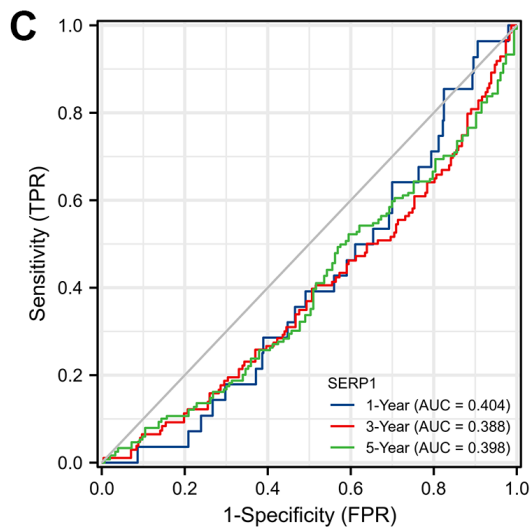 C
1.0
0.8
0.6
0.4
0.2
0.0
Sensitivity (TPR)
SERP1
1-Year (AUC = 0.404)
3-Year (AUC = 0.388)
5-Year (AUC = 0.398)
0.0 0.2 0.4 0.6 0.8 1.0
1-Specificity (FPR)